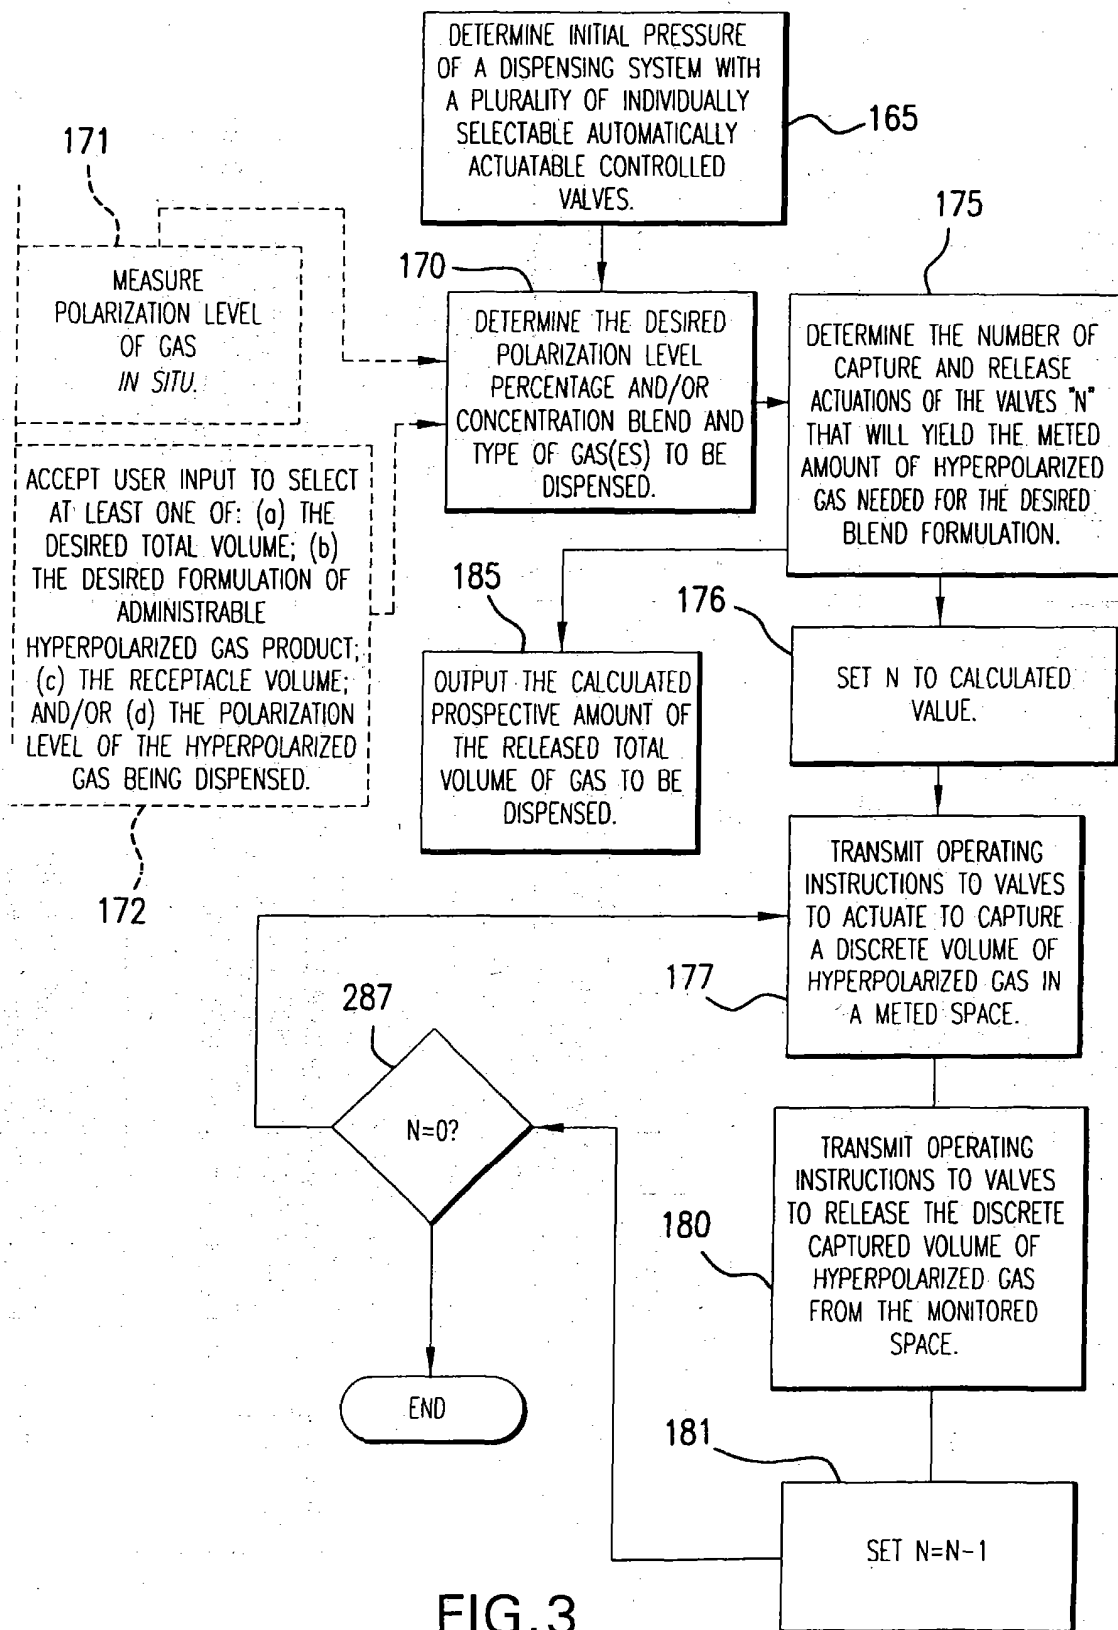 DETERMINE INITIAL PRESSURE
OF A DISPENSING SYSTEM WITH
A PLURALITY OF INDIVIDUALLY
SELECTABLE AUTOMATICALLY
ACTUATABLE CONTROLLED
VALVES.
165
171
MEASURE
POLARIZATION LEVEL
OF GAS
IN SITU.
170
DETERMINE THE DESIRED
POLARIZATION LEVEL
PERCENTAGE AND/OR
CONCENTRATION BLEND AND
TYPE OF GAS(ES) TO BE
DISPENSED.
175
DETERMINE THE NUMBER OF
CAPTURE AND RELEASE
ACTUATIONS OF THE VALVES "N"
THAT WILL YIELD THE METED
AMOUNT OF HYPERPOLARIZED
GAS NEEDED FOR THE DESIRED
BLEND FORMULATION.
ACCEPT USER INPUT TO SELECT
AT LEAST ONE OF: (a) THE
DESIRED TOTAL VOLUME; (b)
THE DESIRED FORMULATION OF
ADMINISTRABLE
HYPERPOLARIZED GAS PRODUCT;
(c) THE RECEPTACLE VOLUME;
AND/OR (d) THE POLARIZATION
LEVEL OF THE HYPERPOLARIZED
GAS BEING DISPENSED.
172
185
OUTPUT THE CALCULATED
PROSPECTIVE AMOUNT OF
THE RELEASED TOTAL
VOLUME OF GAS TO BE
DISPENSED.
176
SET N TO CALCULATED
VALUE.
TRANSMIT OPERATING
INSTRUCTIONS TO VALVES
TO ACTUATE TO CAPTURE
A DISCRETE VOLUME OF
HYPERPOLARIZED GAS IN
A METED SPACE.
177
287
N=0?
TRANSMIT OPERATING
INSTRUCTIONS TO VALVES
TO RELEASE THE DISCRETE
CAPTURED VOLUME OF
HYPERPOLARIZED GAS
FROM THE MONITORED
SPACE.
180
END
181
SET N=N-1
FIG.3